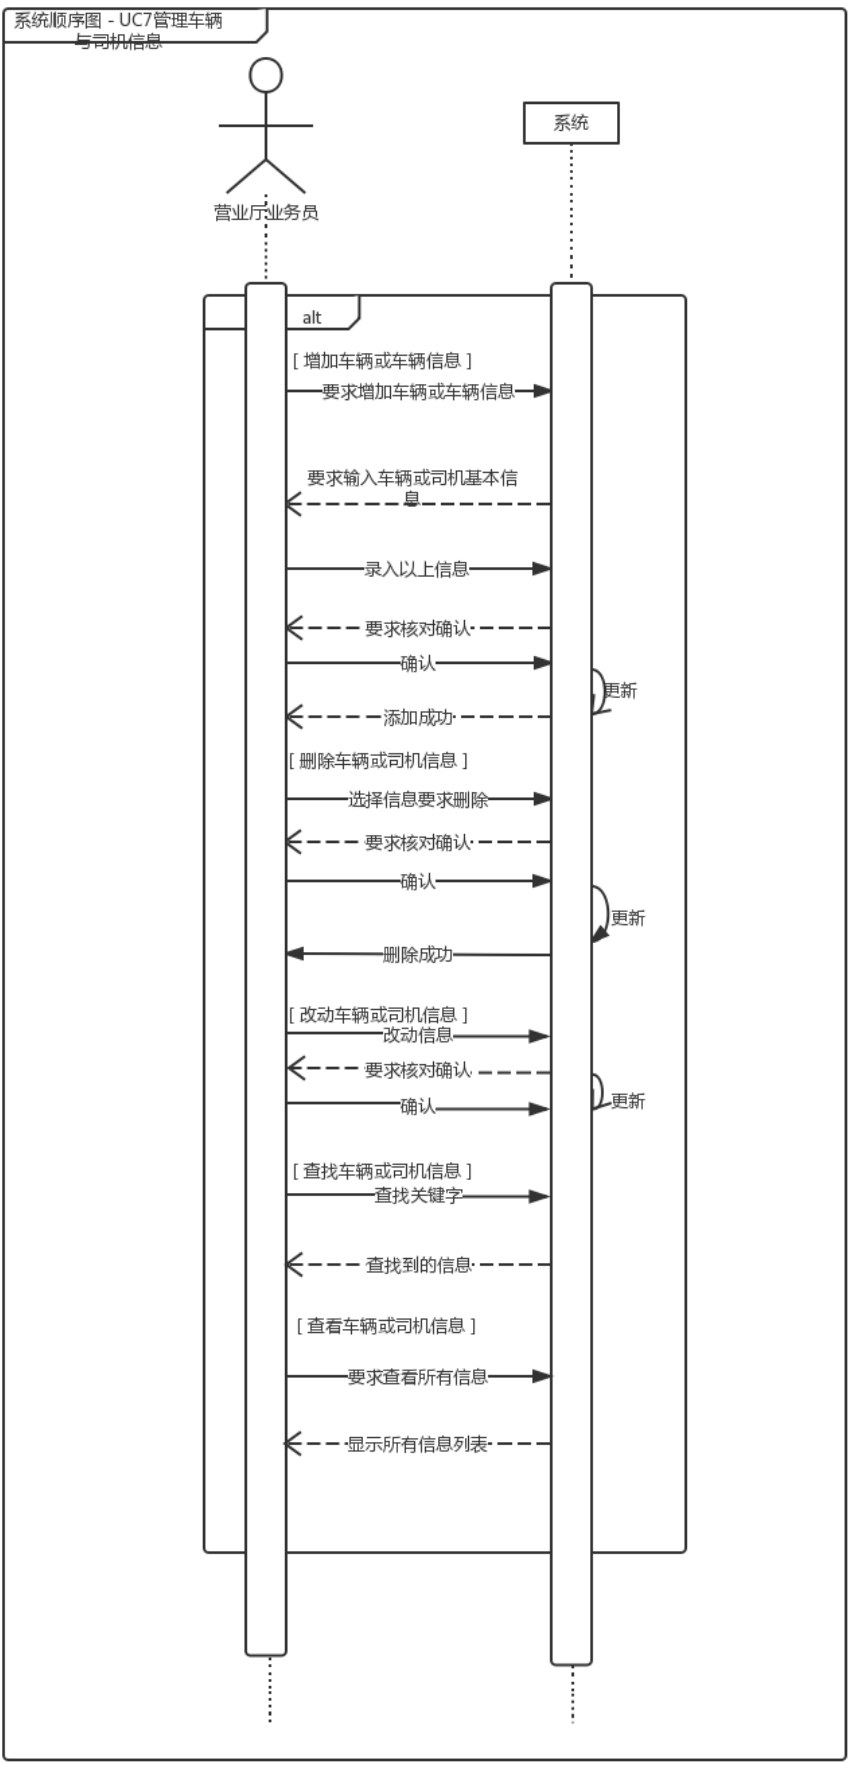 系统顺序图 - UC7管理车辆
与司机信息
系统
营业厅业务员
alt
[ 增加车辆或车辆信息 ]
要求增加车辆或车辆信息
要求输入车辆或司机基本信
息
录入以上信息
要求核对确认
确认
更新
添加成功
[ 删除车辆或司机信息 ]
选择信息要求删除
要求核对确认
确认
更新
删除成功
[ 改动车辆或司机信息 ]
改动信息
要求核对确认
确认
更新
[ 查找车辆或司机信息 ]
查找关键字
查找到的信息
[ 查看车辆或司机信息 ]
要求查看所有信息
显示所有信息列表